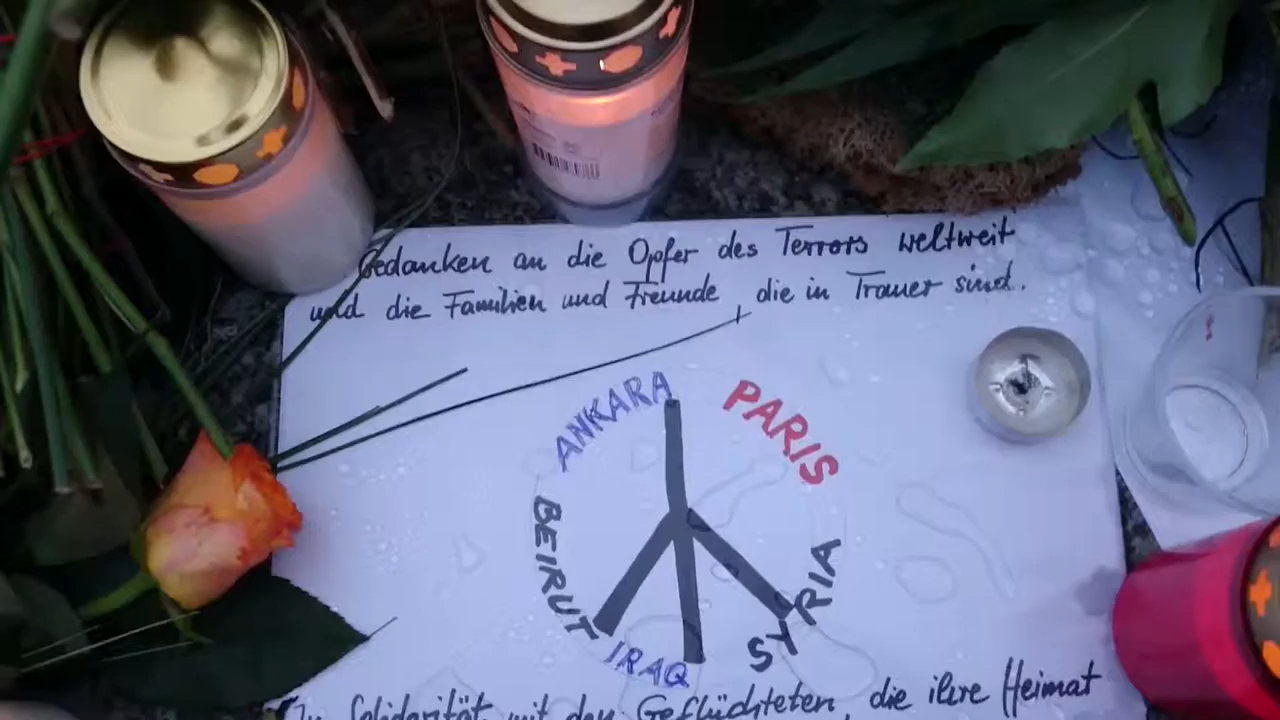 Gedanken an die Opfer des Terrors weltweit
und die Familien und Freunde, die in Trauer sind.
ANKARA
PARIS
BEIRUT
SYRIA
IRAQ
In Solidarität mit den Geflüchteten, die ihre Heimat